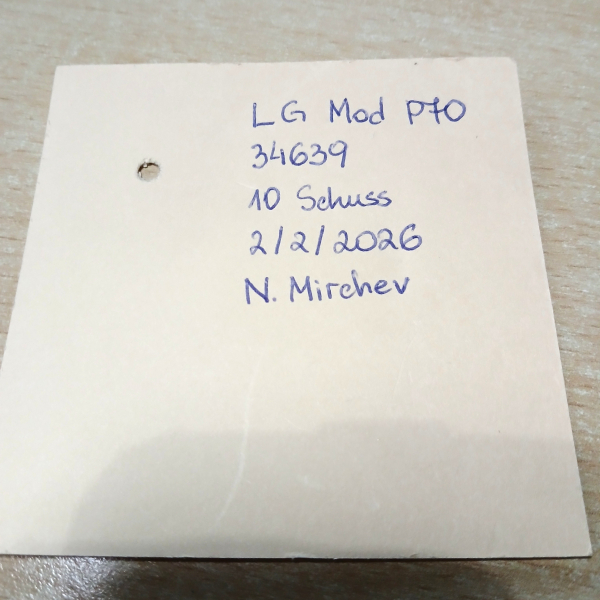 LG Mod P70
34639
10 Schuss
2/2/2026
N. Mirchev